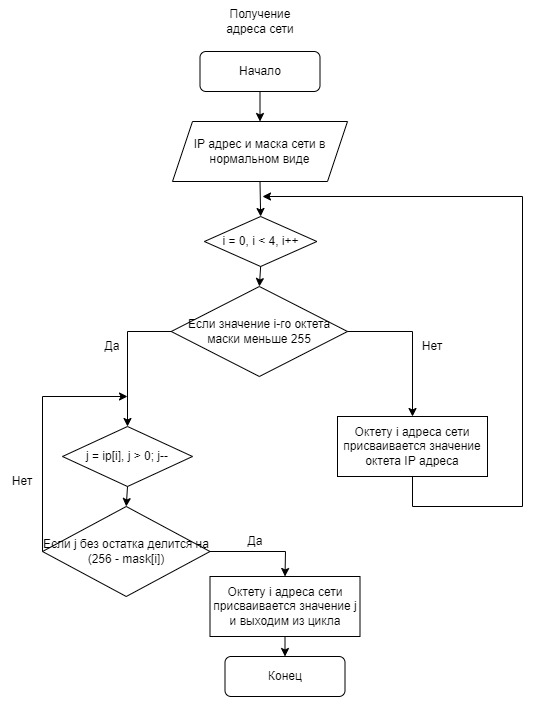 Получение
адреса сети
Начало
IP адрес и маска сети в
нормальном виде
i = 0, i < 4, i++
Если значение i-го октета
маски меньше 255
Да
Нет
Октету i адреса сети
присваивается значение
октета IP адреса
j = ip[i], j > 0; j--
Нет
Если j без остатка делится на
(256 - mask[i])
Да
Октету i адреса сети
присваивается значение j
и выходим из цикла
Конец